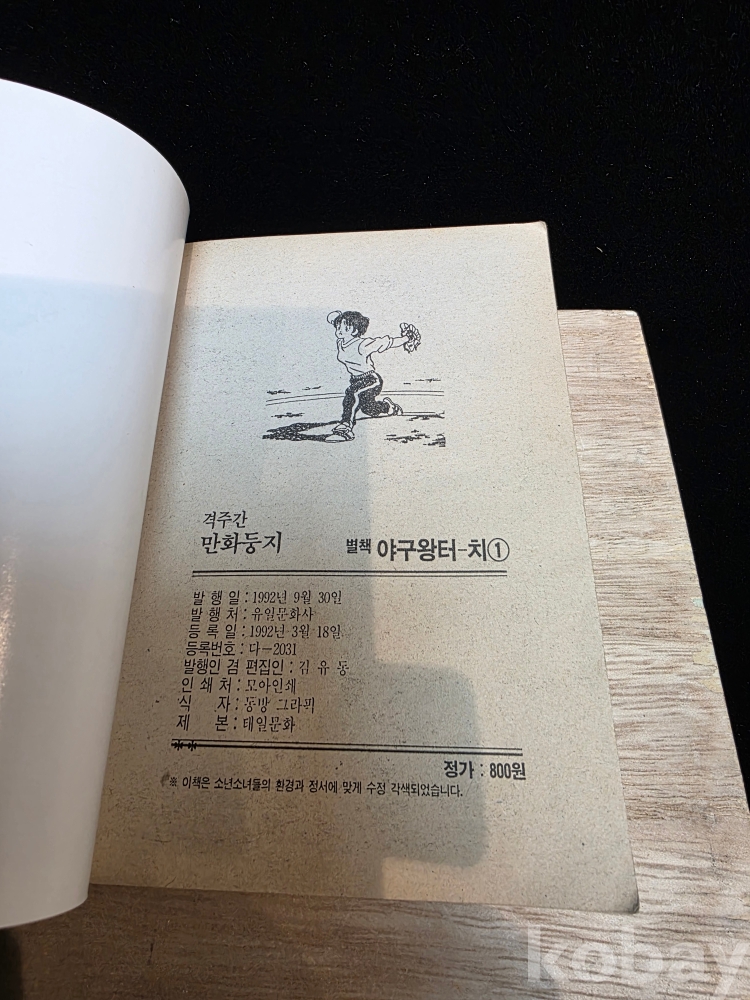 격주간
만화둥지 별책 야구왕터-치①
발행일 : 1992년 9월 30일
발행처 : 유일문화사
등록일 : 1992년 3월 18일
등록번호 : 다-2031
발행인 겸 편집인 : 김유동
인쇄처 : 모아인쇄
식 자 : 동방 그라픽
제 본 : 태일문화
정가 : 800원
※ 이책은 소년소녀들의 환경과 정서에 맞게 수정 각색되었습니다.
kobay